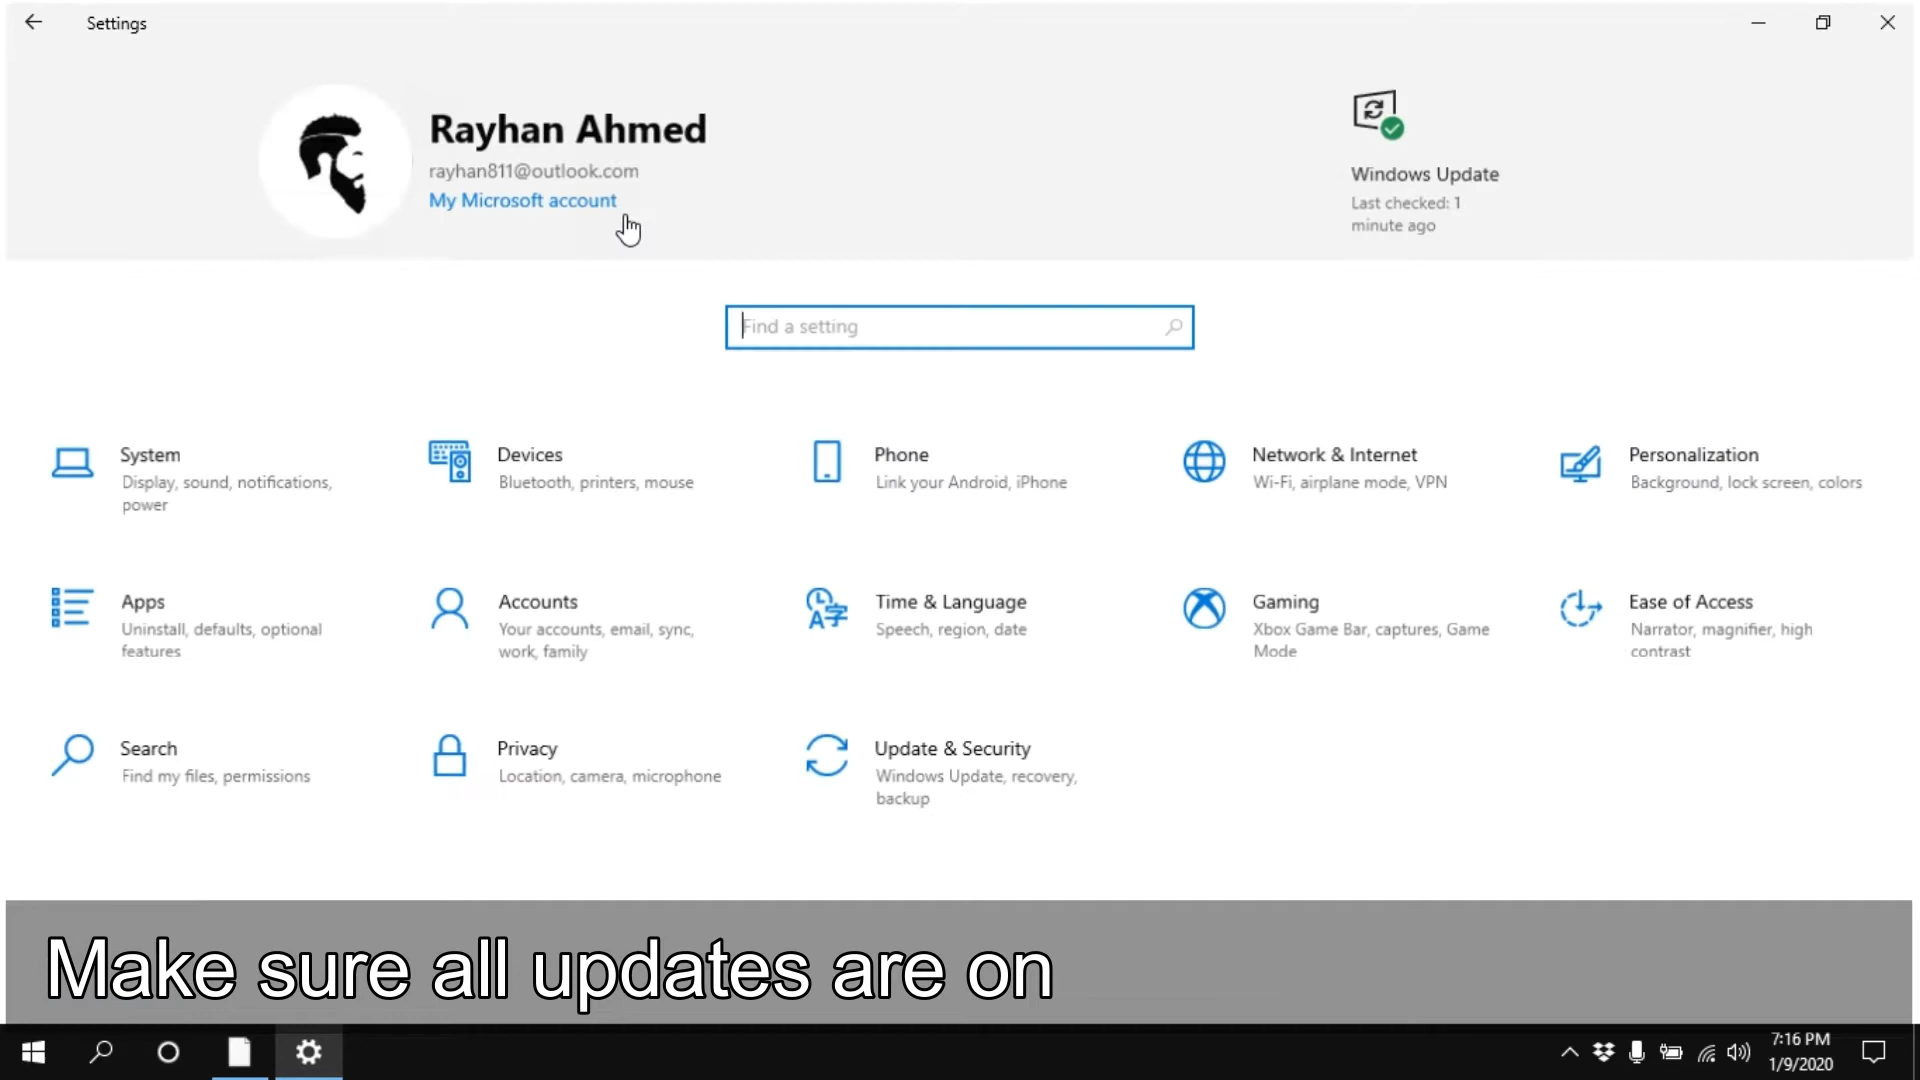 Settings
Rayhan Ahmed
rayhan811@outlook.com
My Microsoft account
Windows Update
Last checked: 1
minute ago
Find a setting
System
Display, sound, notifications,
power
Devices
Bluetooth, printers, mouse
Phone
Link your Android, iPhone
Network & Internet
Wi-Fi, airplane mode, VPN
Personalization
Background, lock screen, colors
Apps
Uninstall, defaults, optional
features
Accounts
Your accounts, email, sync,
work, family
Time & Language
Speech, region, date
Gaming
Xbox Game Bar, captures, Game
Mode
Ease of Access
Narrator, magnifier, high
contrast
Search
Find my files, permissions
Privacy
Location, camera, microphone
Update & Security
Windows Update, recovery,
backup
Make sure all updates are on
7:16 PM
1/9/2020